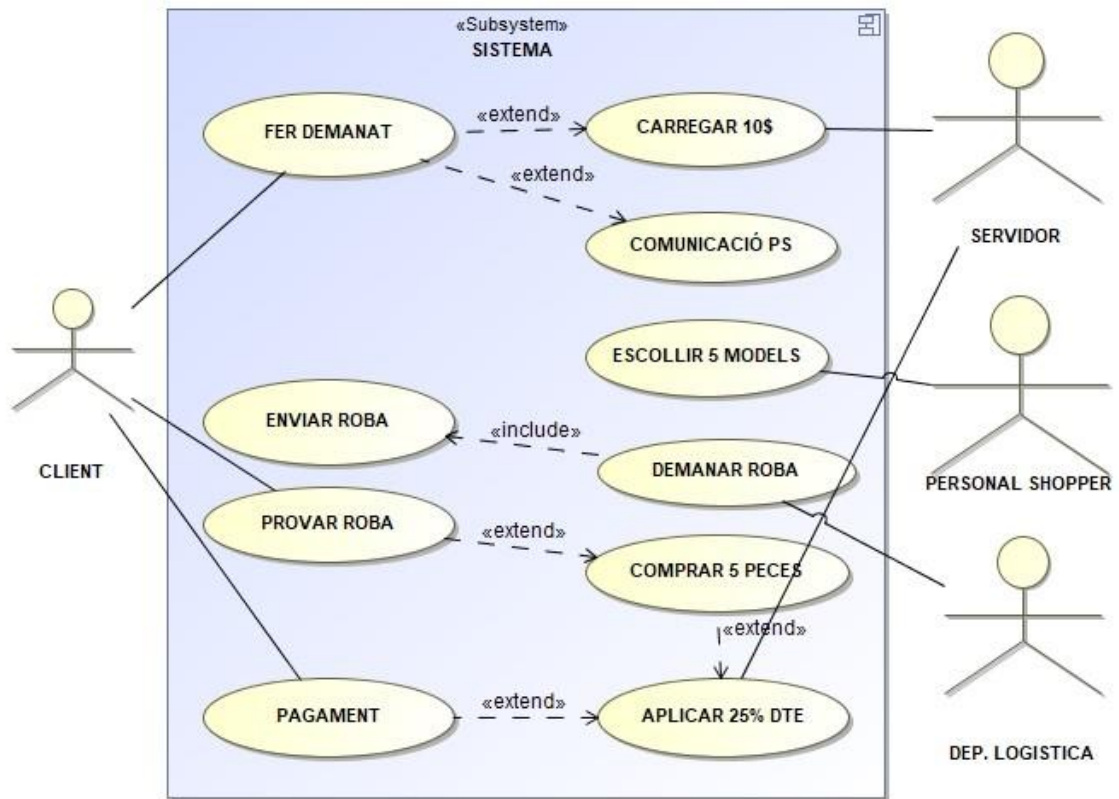 «Subsystem»
SISTEMA
FER DEMANAT
«extend»
CARREGAR 10$
«extend»
COMUNICACIÓ PS
SERVIDOR
ESCOLLIR 5 MODELS
ENVIAR ROBA
«include»
DEMANAR ROBA
CLIENT
PERSONAL SHOPPER
PROVAR ROBA
«extend»
COMPRAR 5 PECES
«extend»
PAGAMENT
«extend»
APLICAR 25% DTE
DEP. LOGISTICA